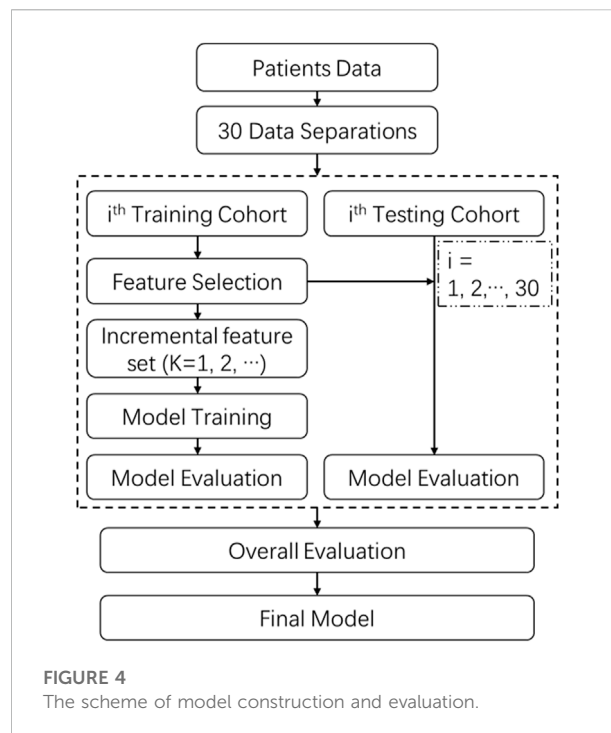 Patients Data
30 Data Separations
iᵗʰ Training Cohort
iᵗʰ Testing Cohort
i =
1, 2,···, 30
Feature Selection
Incremental feature
set (K=1, 2, ···)
Model Training
Model Evaluation
Model Evaluation
Overall Evaluation
Final Model
FIGURE 4
The scheme of model construction and evaluation.